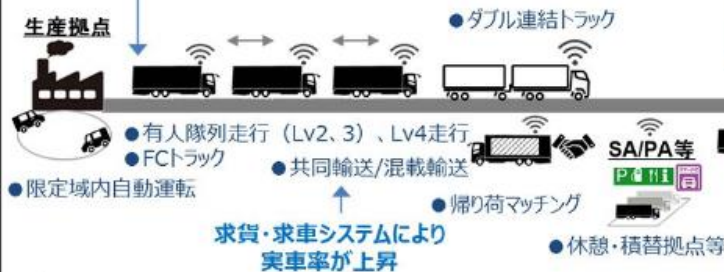 生産拠点
●ダブル連結トラック
●有人隊列走行（Lv2、3）、Lv4走行
●FCトラック
●共同輸送/混載輸送
SA/PA等
P
●限定域内自動運転
●帰り荷マッチング
求貨・求車システムにより
実車率が上昇
●休憩・積替拠点等